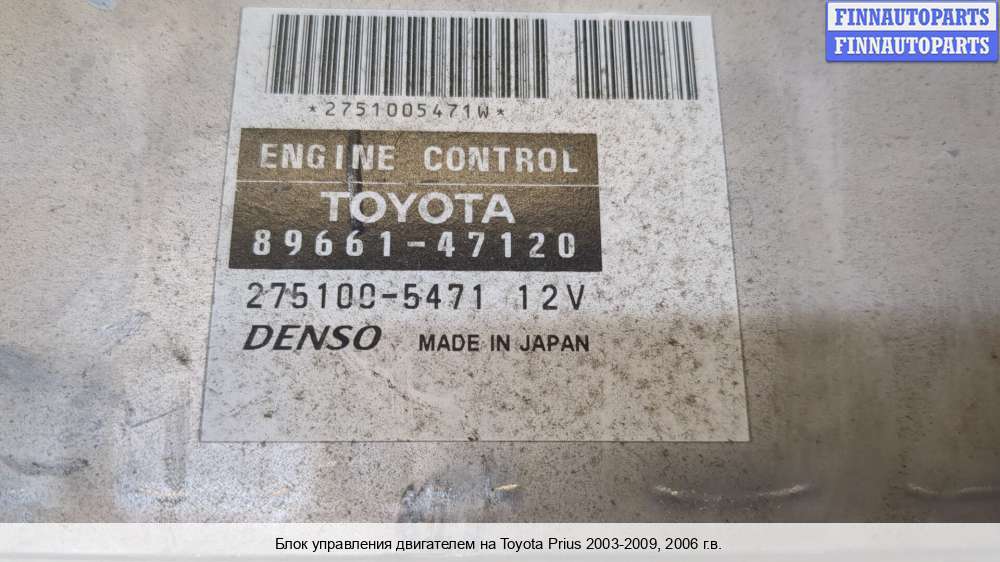 FINNAUTOPARTS
FINNAUTOPARTS
*2751005471W*
ENGINE CONTROL
TOYOTA
89661-47120
275100-5471 12V
DENSO MADE IN JAPAN
Блок управления двигателем на Toyota Prius 2003-2009, 2006 г.в.